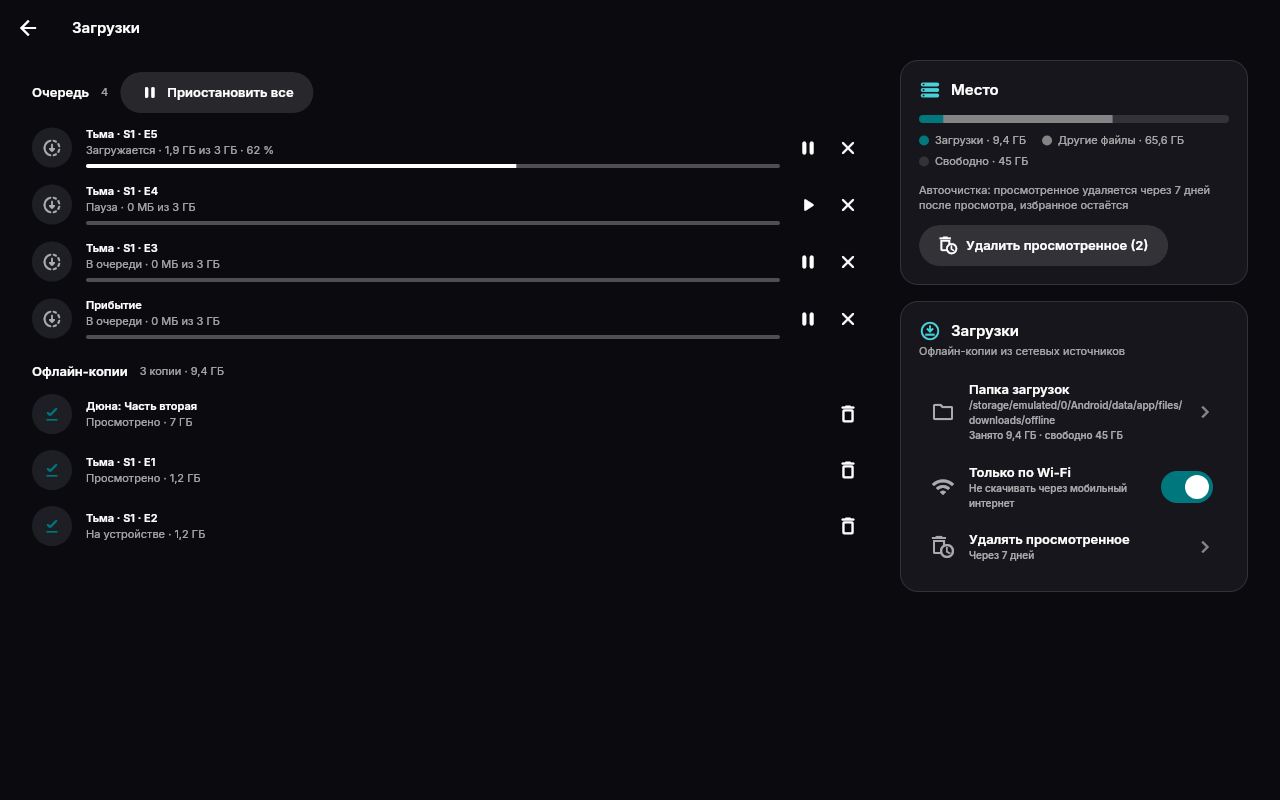 Загрузки
Очередь 4
Приостановить все
Тьма · S1 · E5
Загружается · 1,9 ГБ из 3 ГБ · 62 %
Тьма · S1 · E4
Пауза · 0 МБ из 3 ГБ
Тьма · S1 · E3
В очереди · 0 МБ из 3 ГБ
Прибытие
В очереди · 0 МБ из 3 ГБ
Офлайн-копии 3 копии · 9,4 ГБ
Дюна: Часть вторая
Просмотрено · 7 ГБ
Тьма · S1 · E1
Просмотрено · 1,2 ГБ
Тьма · S1 · E2
На устройстве · 1,2 ГБ
Место
Загрузки · 9,4 ГБ Другие файлы · 65,6 ГБ
Свободно · 45 ГБ
Автоочистка: просмотренное удаляется через 7 дней
после просмотра, избранное остаётся
Удалить просмотренное (2)
Загрузки
Офлайн-копии из сетевых источников
Папка загрузок
/storage/emulated/0/Android/data/app/files/
downloads/offline
Занято 9,4 ГБ · свободно 45 ГБ
Только по Wi-Fi
Не скачивать через мобильный
интернет
Удалять просмотренное
Через 7 дней